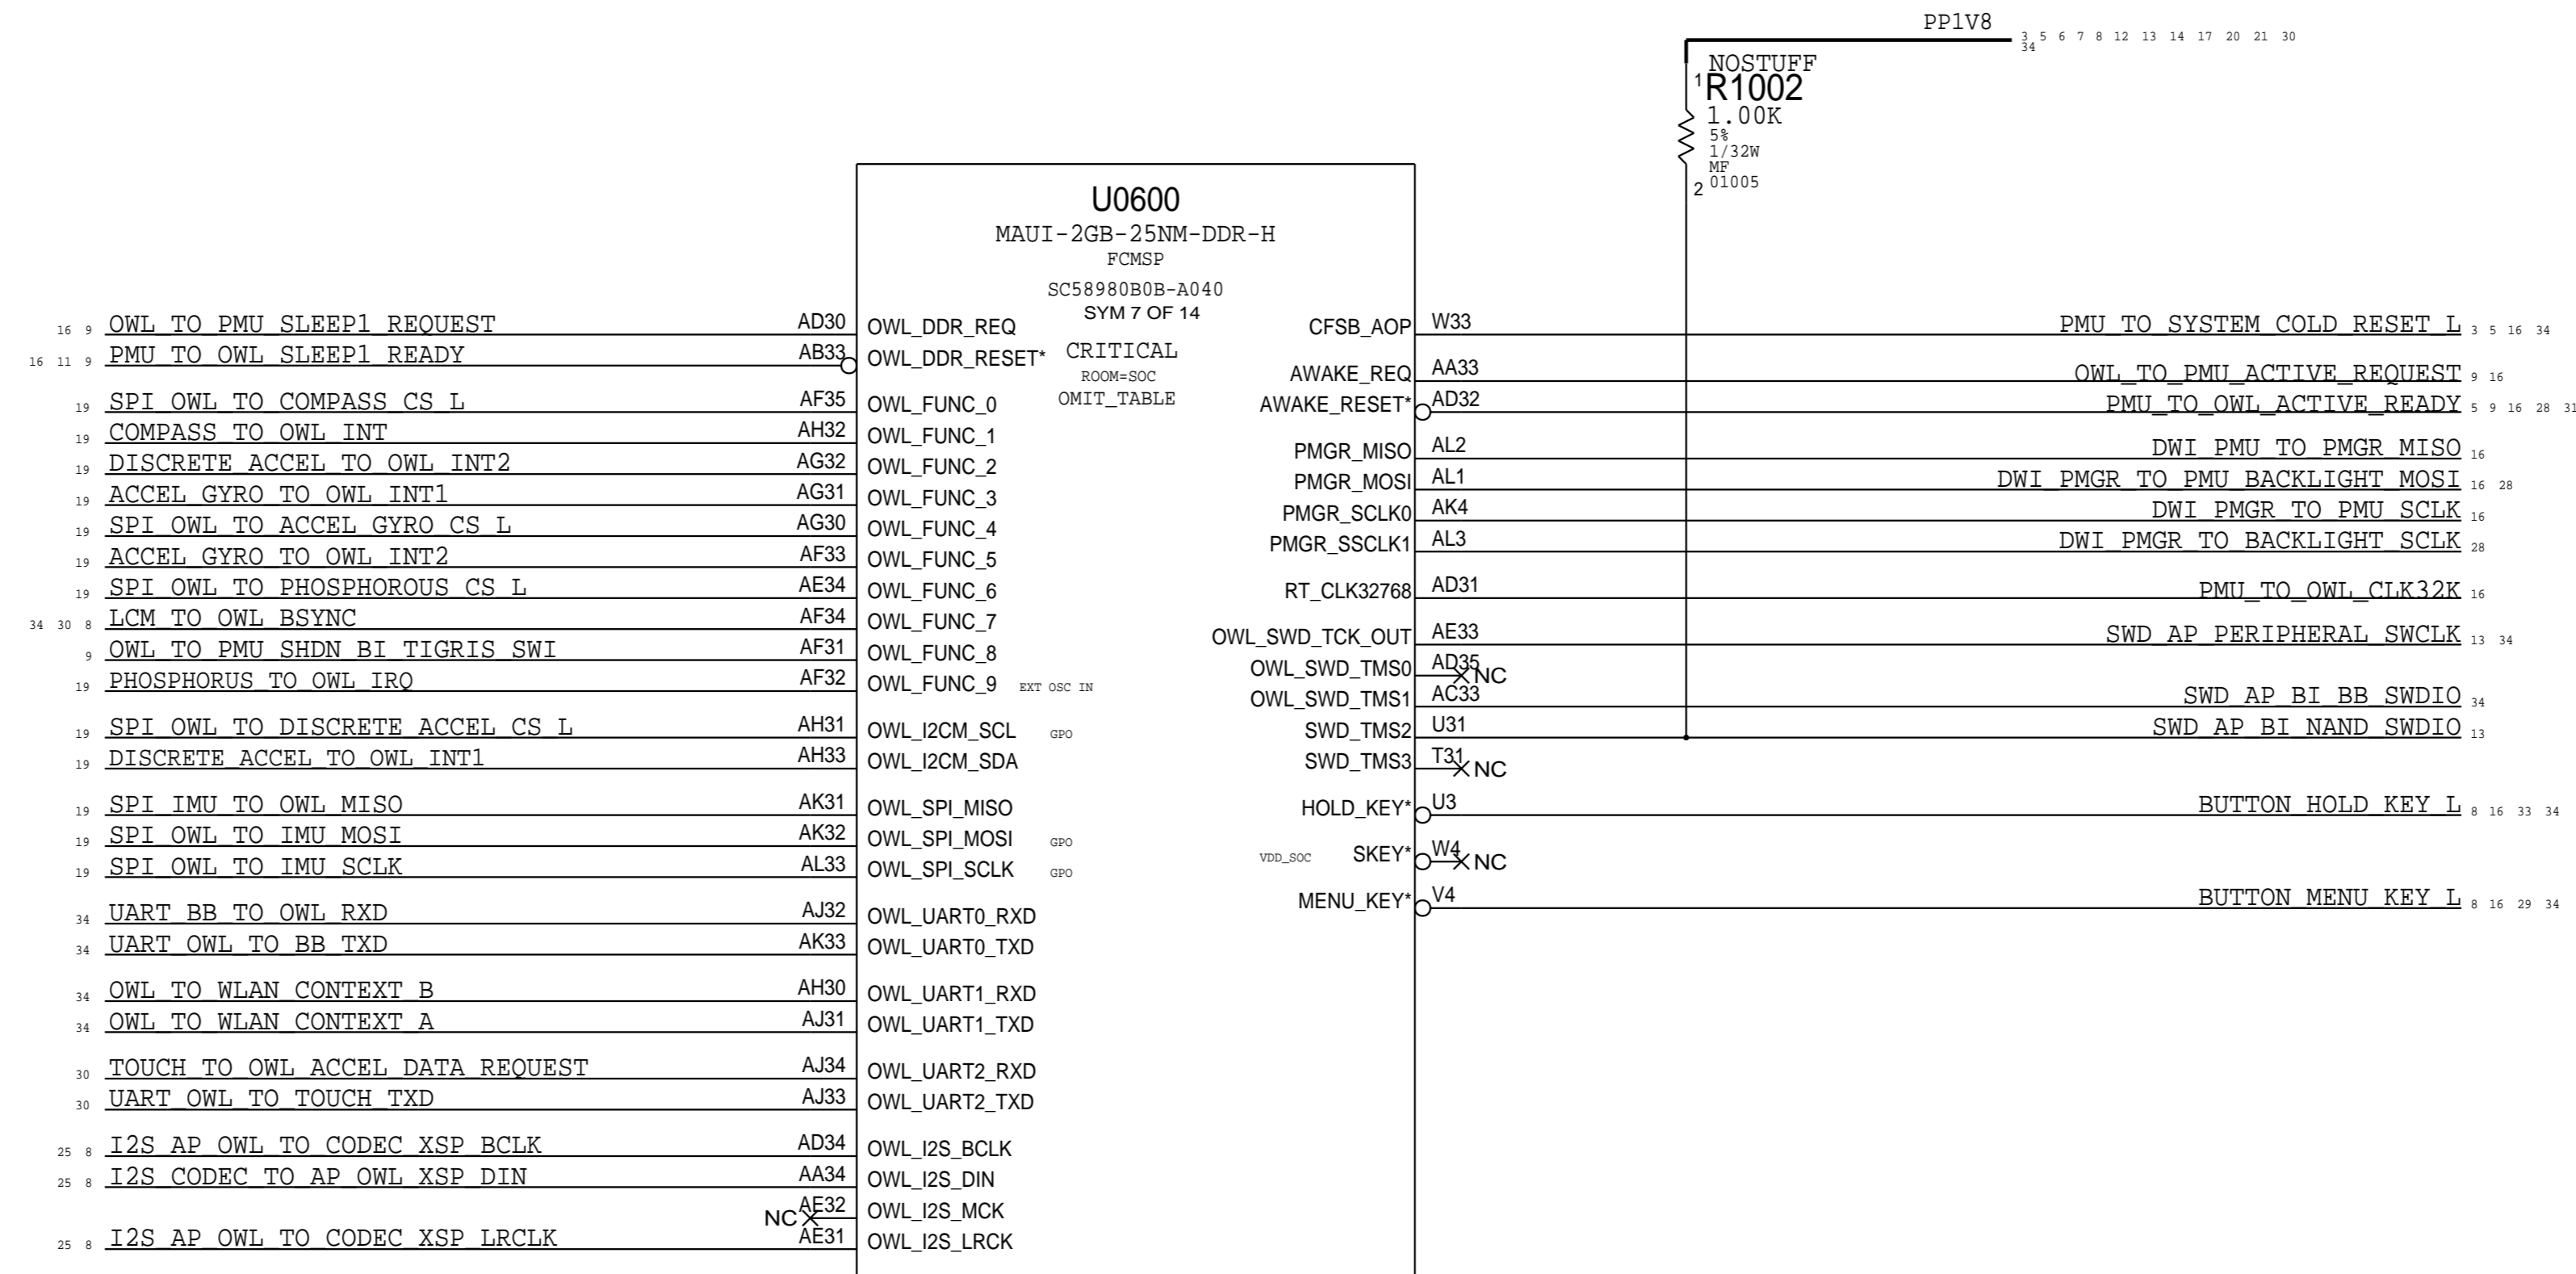 PP1V8 3 5 6 7 8 12 13 14 17 20 21 30
34
NOSTUFF
1 R1002
1.00K
5%
1/32W
MF
01005
2
U0600
MAUI-2GB-25NM-DDR-H
FCMSP
SC58980B0B-A040
SYM 7 OF 14
CRITICAL
ROOM=SOC
OMIT_TABLE
16 9 OWL_TO_PMU_SLEEP1_REQUEST AD30 OWL_DDR_REQ
16 11 9 PMU_TO_OWL_SLEEP1_READY AB33 OWL_DDR_RESET*
19 SPI_OWL_TO_COMPASS_CS_L AF35 OWL_FUNC_0
19 COMPASS_TO_OWL_INT AH32 OWL_FUNC_1
19 DISCRETE_ACCEL_TO_OWL_INT2 AG32 OWL_FUNC_2
19 ACCEL_GYRO_TO_OWL_INT1 AG31 OWL_FUNC_3
19 SPI_OWL_TO_ACCEL_GYRO_CS_L AG30 OWL_FUNC_4
19 ACCEL_GYRO_TO_OWL_INT2 AF33 OWL_FUNC_5
19 SPI_OWL_TO_PHOSPHOROUS_CS_L AE34 OWL_FUNC_6
34 30 8 LCM_TO_OWL_BSYNC AF34 OWL_FUNC_7
9 OWL_TO_PMU_SHDN_BI_TIGRIS_SWI AF31 OWL_FUNC_8
19 PHOSPHORUS_TO_OWL_IRQ AF32 OWL_FUNC_9 EXT OSC IN
19 SPI_OWL_TO_DISCRETE_ACCEL_CS_L AH31 OWL_I2CM_SCL GPO
19 DISCRETE_ACCEL_TO_OWL_INT1 AH33 OWL_I2CM_SDA
19 SPI_IMU_TO_OWL_MISO AK31 OWL_SPI_MISO
19 SPI_OWL_TO_IMU_MOSI AK32 OWL_SPI_MOSI GPO
19 SPI_OWL_TO_IMU_SCLK AL33 OWL_SPI_SCLK GPO
34 UART_BB_TO_OWL_RXD AJ32 OWL_UART0_RXD
34 UART_OWL_TO_BB_TXD AK33 OWL_UART0_TXD
34 OWL_TO_WLAN_CONTEXT_B AH30 OWL_UART1_RXD
34 OWL_TO_WLAN_CONTEXT_A AJ31 OWL_UART1_TXD
30 TOUCH_TO_OWL_ACCEL_DATA_REQUEST AJ34 OWL_UART2_RXD
30 UART_OWL_TO_TOUCH_TXD AJ33 OWL_UART2_TXD
25 8 I2S_AP_OWL_TO_CODEC_XSP_BCLK AD34 OWL_I2S_BCLK
25 8 I2S_CODEC_TO_AP_OWL_XSP_DIN AA34 OWL_I2S_DIN
NC AE32 OWL_I2S_MCK
25 8 I2S_AP_OWL_TO_CODEC_XSP_LRCLK AE31 OWL_I2S_LRCK
CFSB_AOP W33 PMU_TO_SYSTEM_COLD_RESET_L 3 5 16 34
AWAKE_REQ AA33 OWL_TO_PMU_ACTIVE_REQUEST 9 16
AWAKE_RESET* AD32 PMU_TO_OWL_ACTIVE_READY 5 9 16 28 31
PMGR_MISO AL2 DWI_PMU_TO_PMGR_MISO 16
PMGR_MOSI AL1 DWI_PMGR_TO_PMU_BACKLIGHT_MOSI 16 28
PMGR_SCLK0 AK4 DWI_PMGR_TO_PMU_SCLK 16
PMGR_SSCLK1 AL3 DWI_PMGR_TO_BACKLIGHT_SCLK 28
RT_CLK32768 AD31 PMU_TO_OWL_CLK32K 16
OWL_SWD_TCK_OUT AE33 SWD_AP_PERIPHERAL_SWCLK 13 34
OWL_SWD_TMS0 AD35 NC
OWL_SWD_TMS1 AC33 SWD_AP_BI_BB_SWDIO 34
SWD_TMS2 U31 SWD_AP_BI_NAND_SWDIO 13
SWD_TMS3 T31 NC
HOLD_KEY* U3 BUTTON_HOLD_KEY_L 8 16 33 34
VDD_SOC SKEY* W4 NC
MENU_KEY* V4 BUTTON_MENU_KEY_L 8 16 29 34